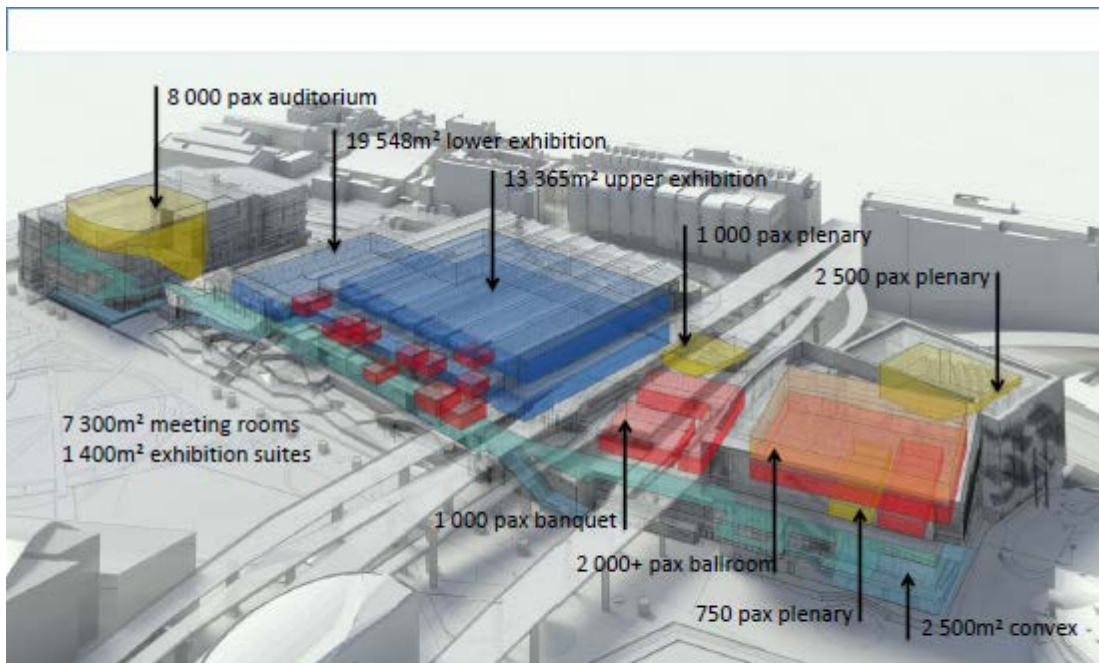 8 000 pax auditorium
19 548m² lower exhibition
13 365m² upper exhibition
1 000 pax plenary
2 500 pax plenary
7 300m² meeting rooms
1 400m² exhibition suites
1 000 pax banquet
2 000+ pax ballroom
750 pax plenary
2 500m² convex